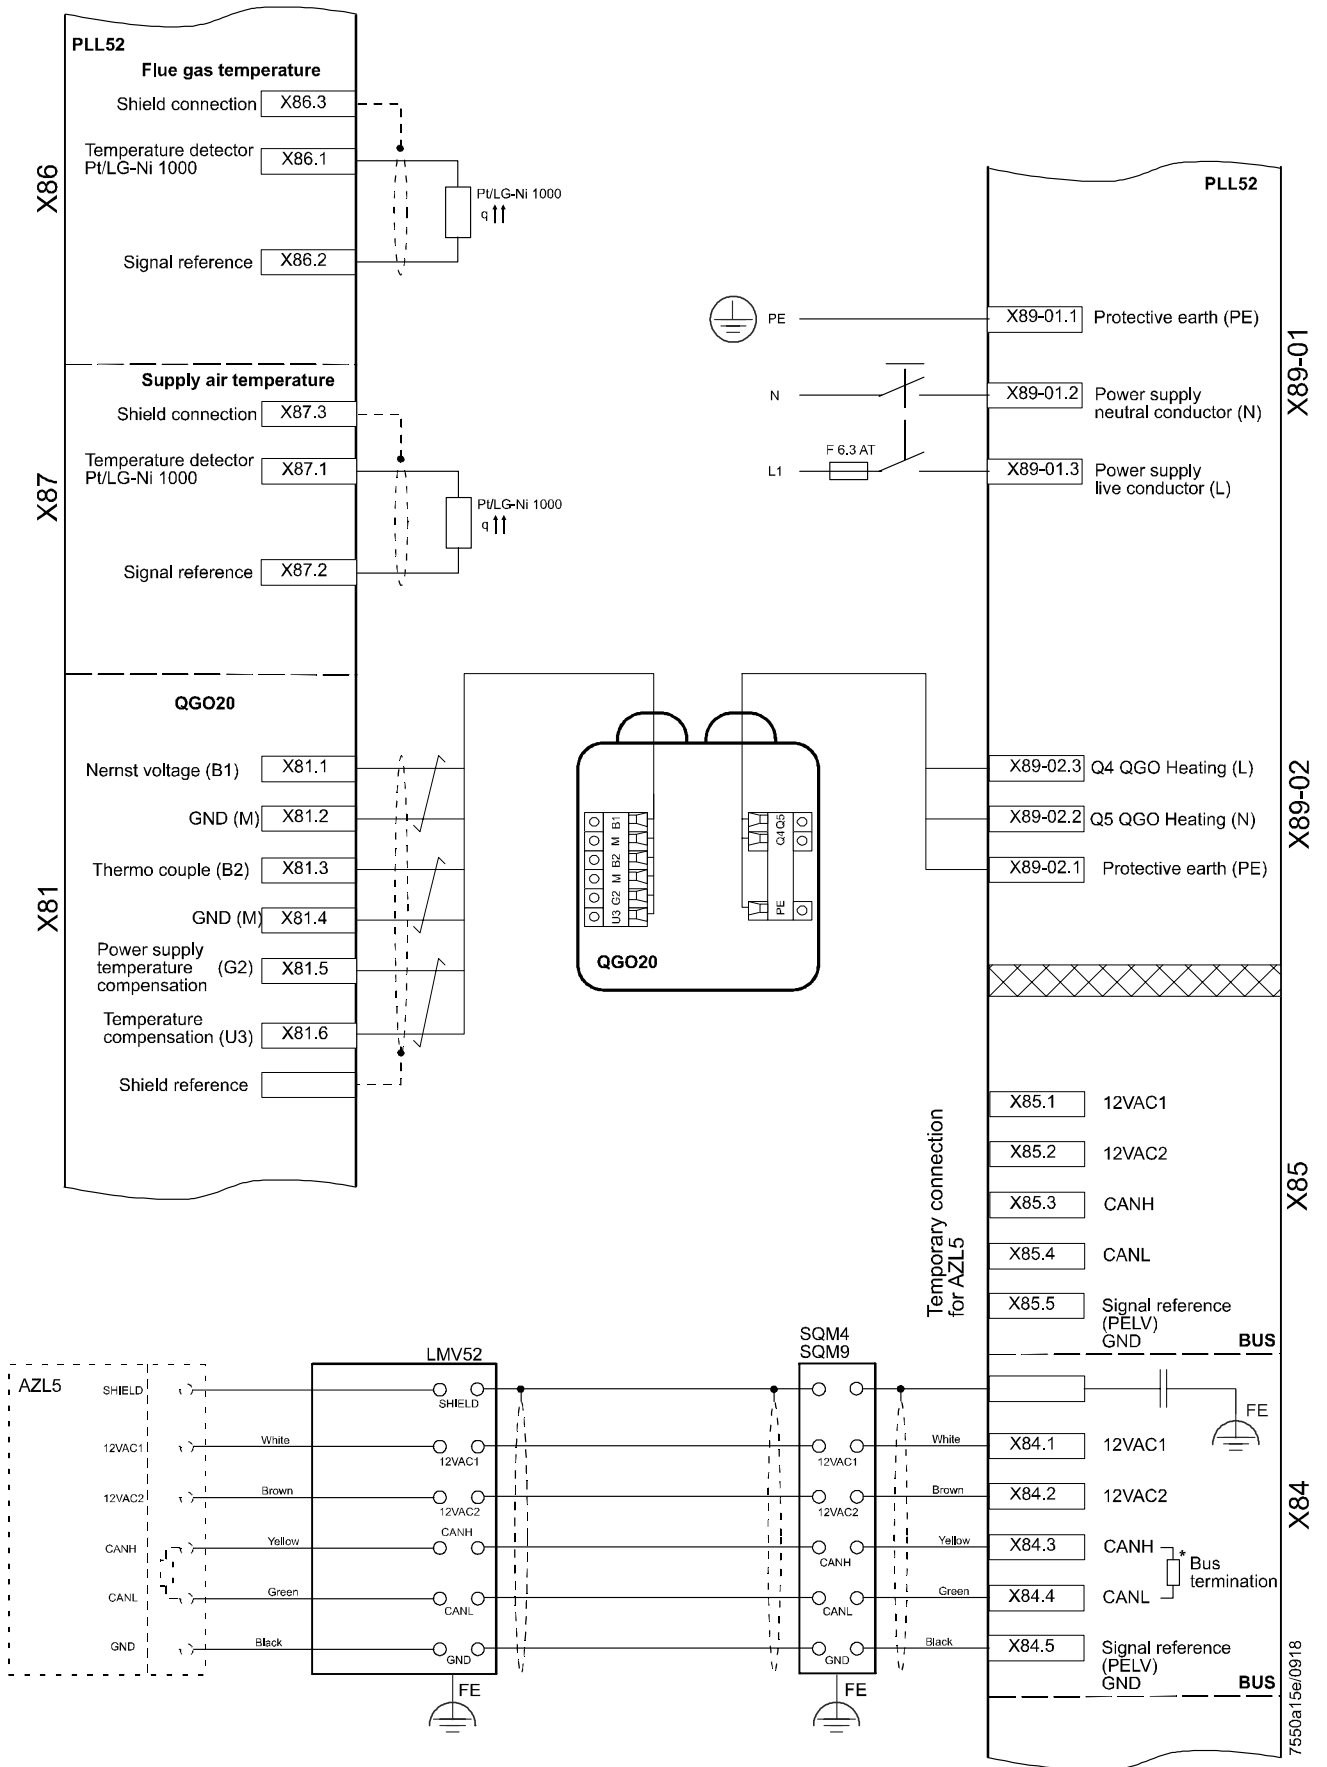 PLL52
Flue gas temperature
Shield connection X86.3
Temperature detector
Pt/LG-Ni 1000
X86.1
Pt/LG-Ni 1000
q
Signal reference X86.2
X86
Supply air temperature
Shield connection X87.3
Temperature detector
Pt/LG-Ni 1000
X87.1
Pt/LG-Ni 1000
q
Signal reference X87.2
X87
QGO20
Nernst voltage (B1) X81.1
GND (M) X81.2
Thermo couple (B2) X81.3
GND (M) X81.4
Power supply
temperature (G2)
compensation
X81.5
Temperature
compensation (U3)
X81.6
Shield reference
X81
B1
M
B2
M
G2
U3
Q5
Q4
PE
QGO20
PLL52
PE X89-01.1 Protective earth (PE)
N X89-01.2 Power supply
neutral conductor (N)
F 6.3 AT
L1 X89-01.3 Power supply
live conductor (L)
X89-01
X89-02.3 Q4 QGO Heating (L)
X89-02.2 Q5 QGO Heating (N)
X89-02.1 Protective earth (PE)
X89-02
Temporary connection
for AZL5
X85.1 12VAC1
X85.2 12VAC2
X85.3 CANH
X85.4 CANL
X85.5 Signal reference
(PELV)
GND BUS
X85
AZL5
SHIELD
12VAC1 White
12VAC2 Brown
CANH Yellow
CANL Green
GND Black
LMV52
SHIELD
12VAC1
12VAC2
CANH
CANL
GND
FE
SQM4
SQM9
12VAC1
12VAC2
CANH
CANL
GND
FE
FE
White X84.1 12VAC1
Brown X84.2 12VAC2
Yellow X84.3 CANH
* Bus
termination
Green X84.4 CANL
Black X84.5 Signal reference
(PELV)
GND BUS
X84
7550a15e/0918